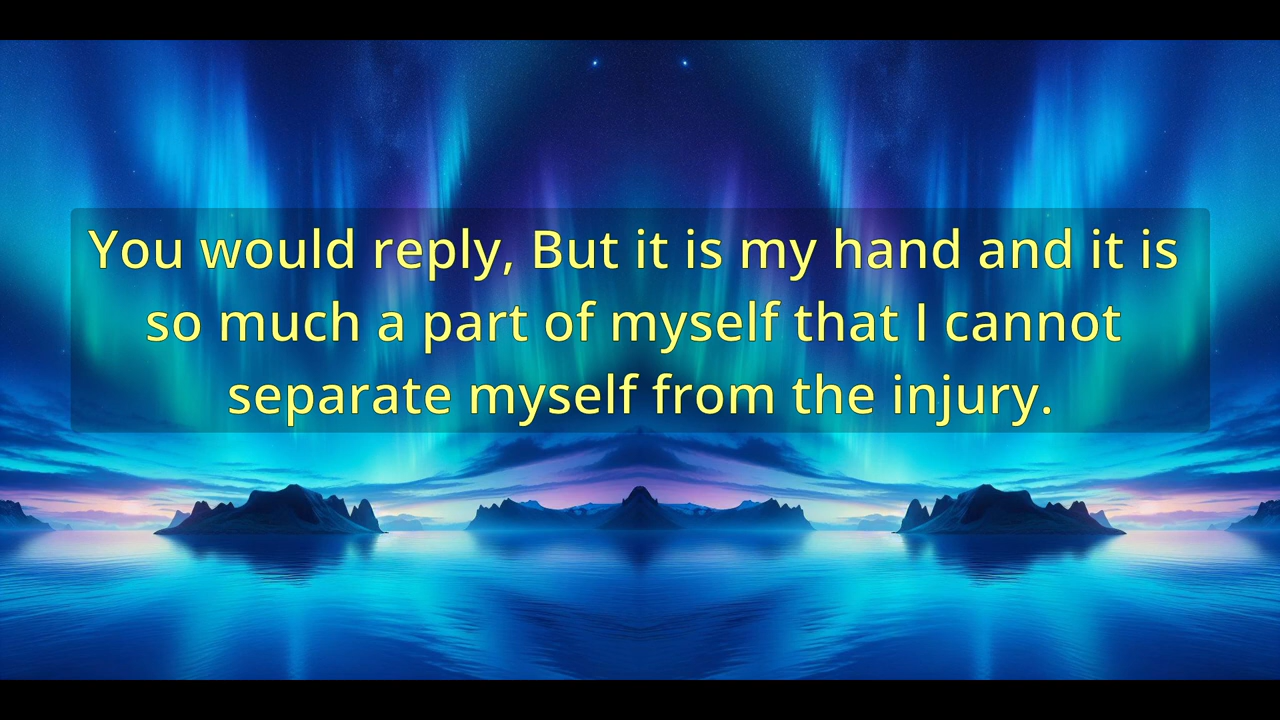 You would reply, But it is my hand and it is
so much a part of myself that I cannot
separate myself from the injury.